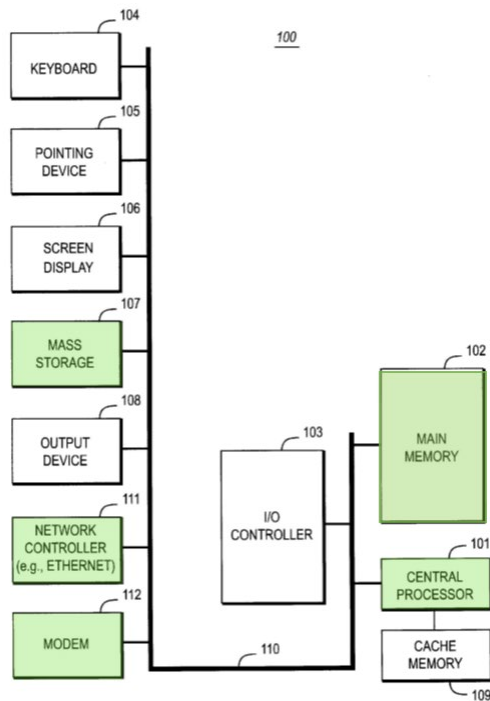 104
100
KEYBOARD
105
POINTING
DEVICE
106
SCREEN
DISPLAY
107
MASS
STORAGE
102
MAIN
MEMORY
108
OUTPUT
DEVICE
103
I/O
CONTROLLER
111
NETWORK
CONTROLLER
(e.g., ETHERNET)
101
CENTRAL
PROCESSOR
112
MODEM
110
CACHE
MEMORY
109